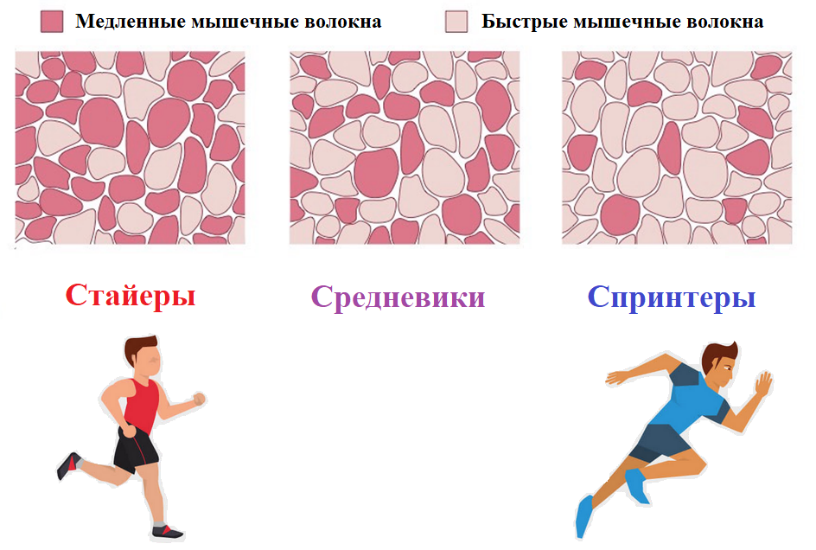 Медленные мышечные волокна
Быстрые мышечные волокна
Стайеры
Средневики
Спринтеры